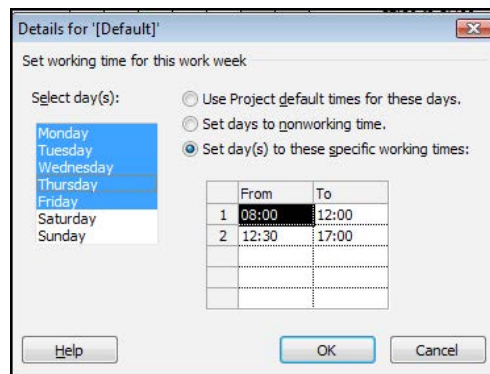 Details for '[Default]'
Set working time for this work week
Select day(s):
Monday
Tuesday
Wednesday
Thursday
Friday
Saturday
Sunday
Use Project default times for these days.
Set days to nonworking time.
Set day(s) to these specific working times:
From To
1 08:00 12:00
2 12:30 17:00
Help OK Cancel